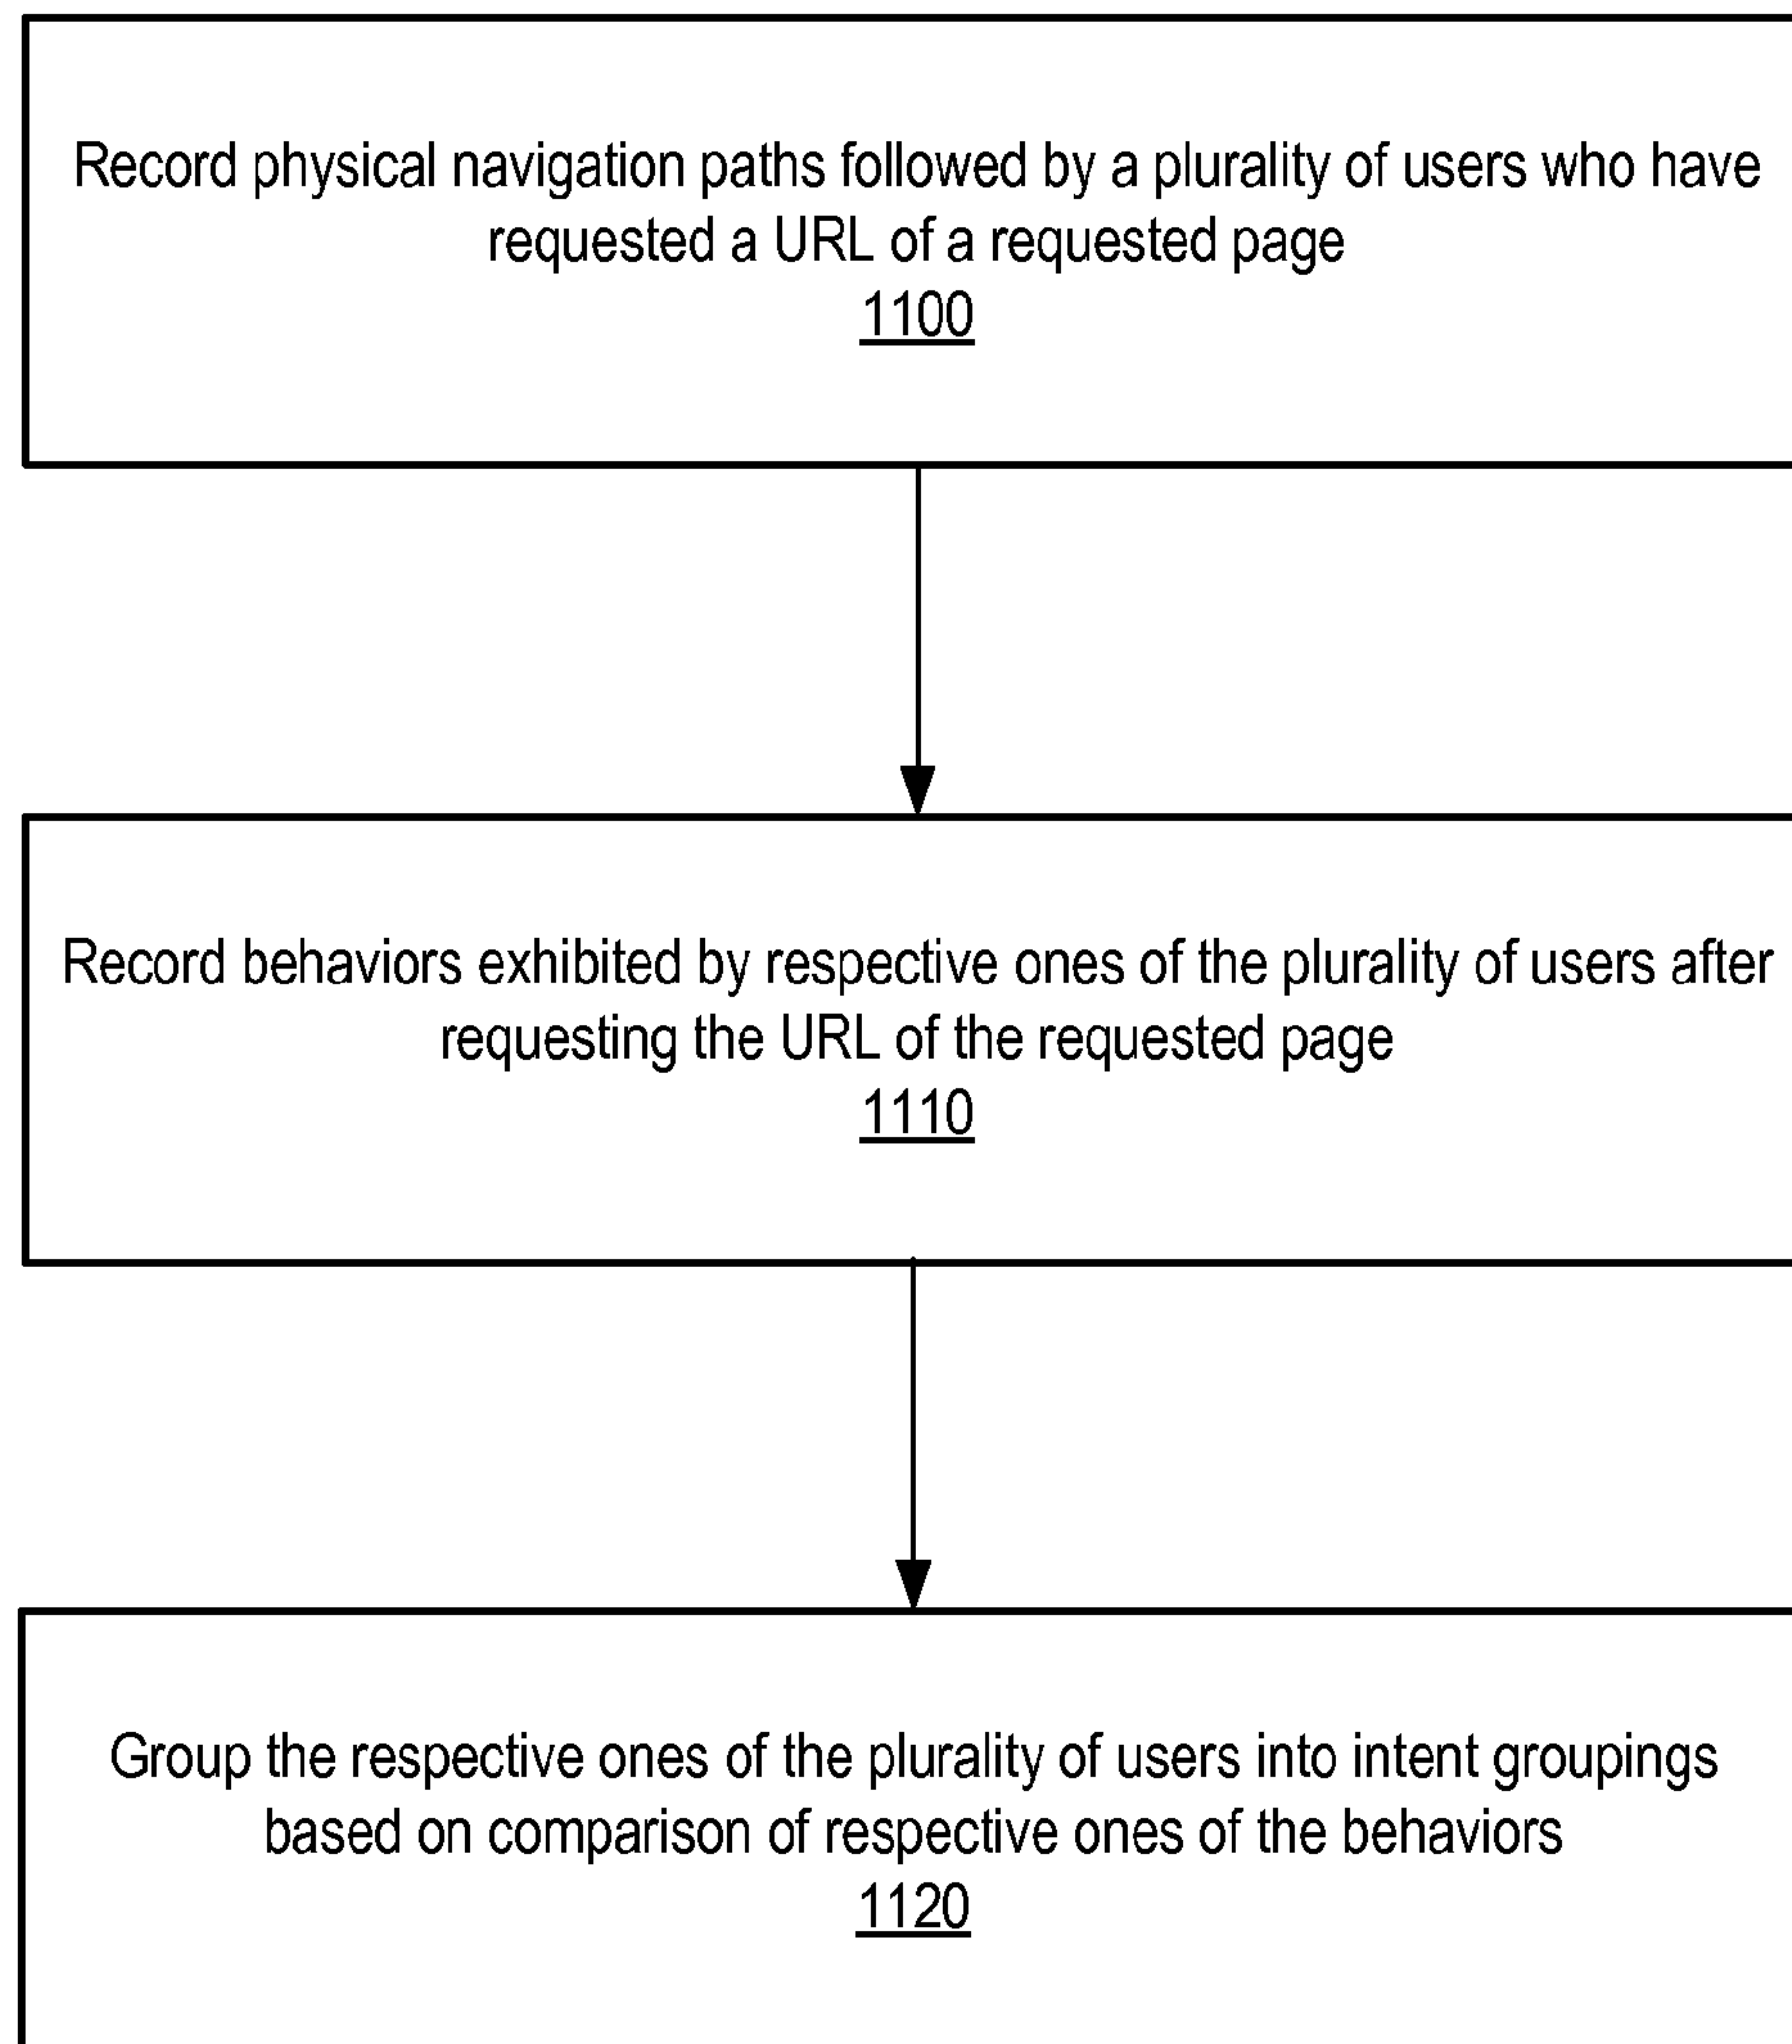 Record physical navigation paths followed by a plurality of users who have
requested a URL of a requested page
1100
Record behaviors exhibited by respective ones of the plurality of users after
requesting the URL of the requested page
1110
Group the respective ones of the plurality of users into intent groupings
based on comparison of respective ones of the behaviors
1120